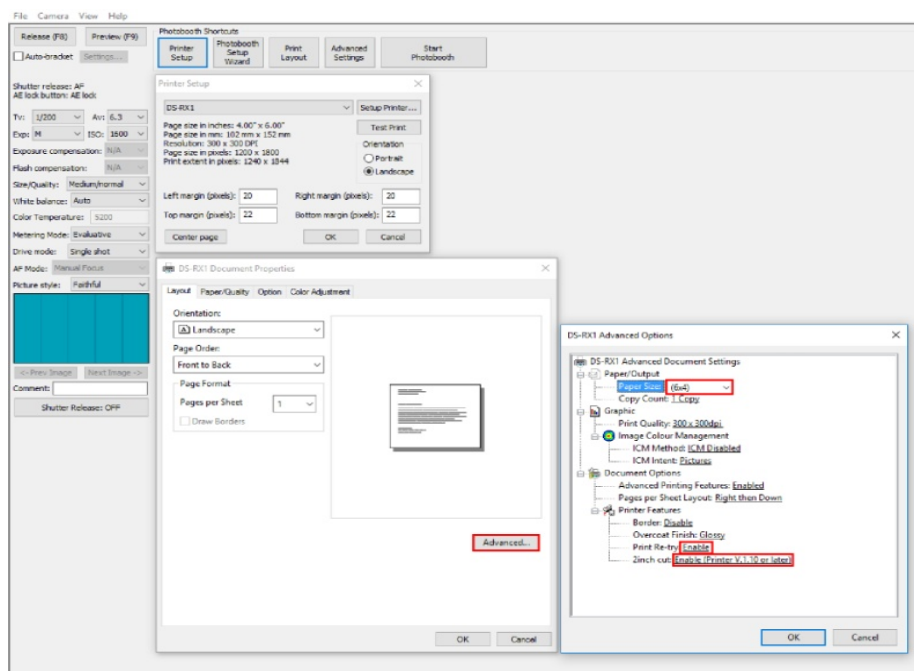 File Camera View Help
Release (F8) Preview (F9)
Auto-bracket Settings...
Shutter release: AF
AE lock button: AE lock
Tv: 1/200 Av: 6.3
Exp: M ISO: 1600
Exposure compensation: N/A
Flash compensation: N/A
Size/Quality: Medium/normal
White balance: Auto
Color Temperature: 5200
Metering Mode: Evaluative
Drive mode: Single shot
AF Mode: Manual Focus
Picture style: Faithful
<- Prev Image Next Image ->
Comment:
Shutter Release: OFF
Photobooth Shortcuts
Printer Setup
Photobooth Setup Wizard
Print Layout
Advanced Settings
Start Photobooth
Printer Setup
DS-RX1 Setup Printer...
Page size in inches: 4.00" x 6.00"
Page size in mm: 102 mm x 152 mm
Resolution: 300 x 300 DPI
Page size in pixels: 1200 x 1800
Print extent in pixels: 1240 x 1844
Test Print
Orientation
Portrait
Landscape
Left margin (pixels): 20 Right margin (pixels): 20
Top margin (pixels): 22 Bottom margin (pixels): 22
Center page OK Cancel
DS-RX1 Document Properties
Layout Paper/Quality Option Color Adjustment
Orientation:
Landscape
Page Order:
Front to Back
Page Format
Pages per Sheet 1
Draw Borders
Advanced...
OK Cancel
DS-RX1 Advanced Options
DS-RX1 Advanced Document Settings
Paper/Output
Paper Size: (6x4)
Copy Count: 1 Copy
Graphic
Print Quality: 300 x 300dpi
Image Colour Management
ICM Method: ICM Disabled
ICM Intent: Pictures
Document Options
Advanced Printing Features: Enabled
Pages per Sheet Layout: Right then Down
Printer Features
Border: Disable
Overcoat Finish: Glossy
Print Re-try: Enable
2inch cut: Enable (Printer V.1.10 or later)
OK Cancel